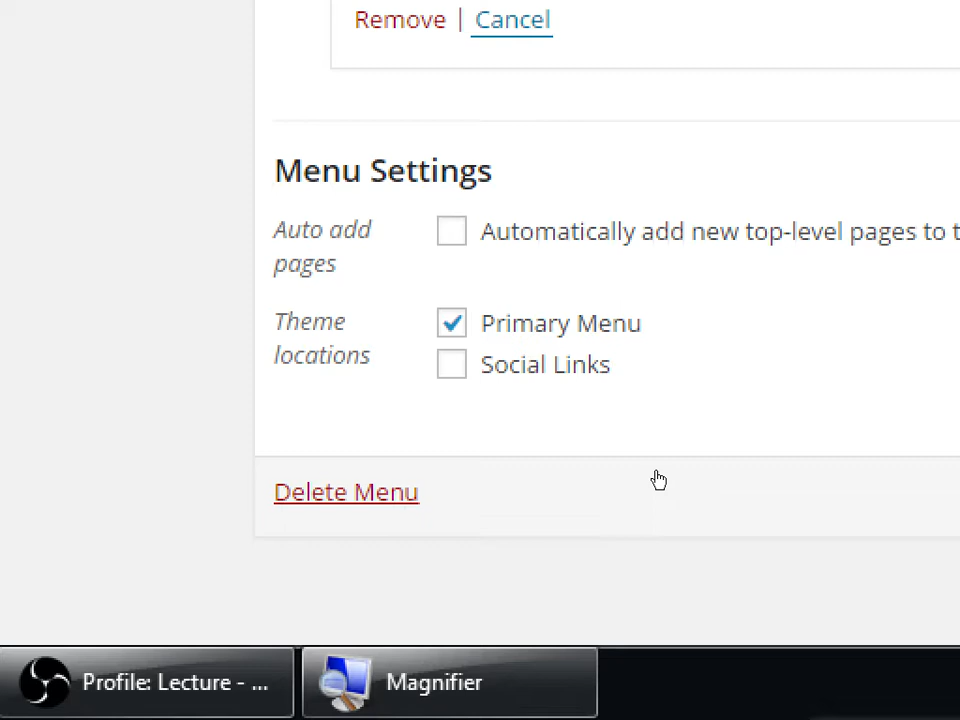 Remove | Cancel
Menu Settings
Auto add
pages
Automatically add new top-level pages to t
Theme
locations
Primary Menu
Social Links
Delete Menu
Profile: Lecture - ...
Magnifier